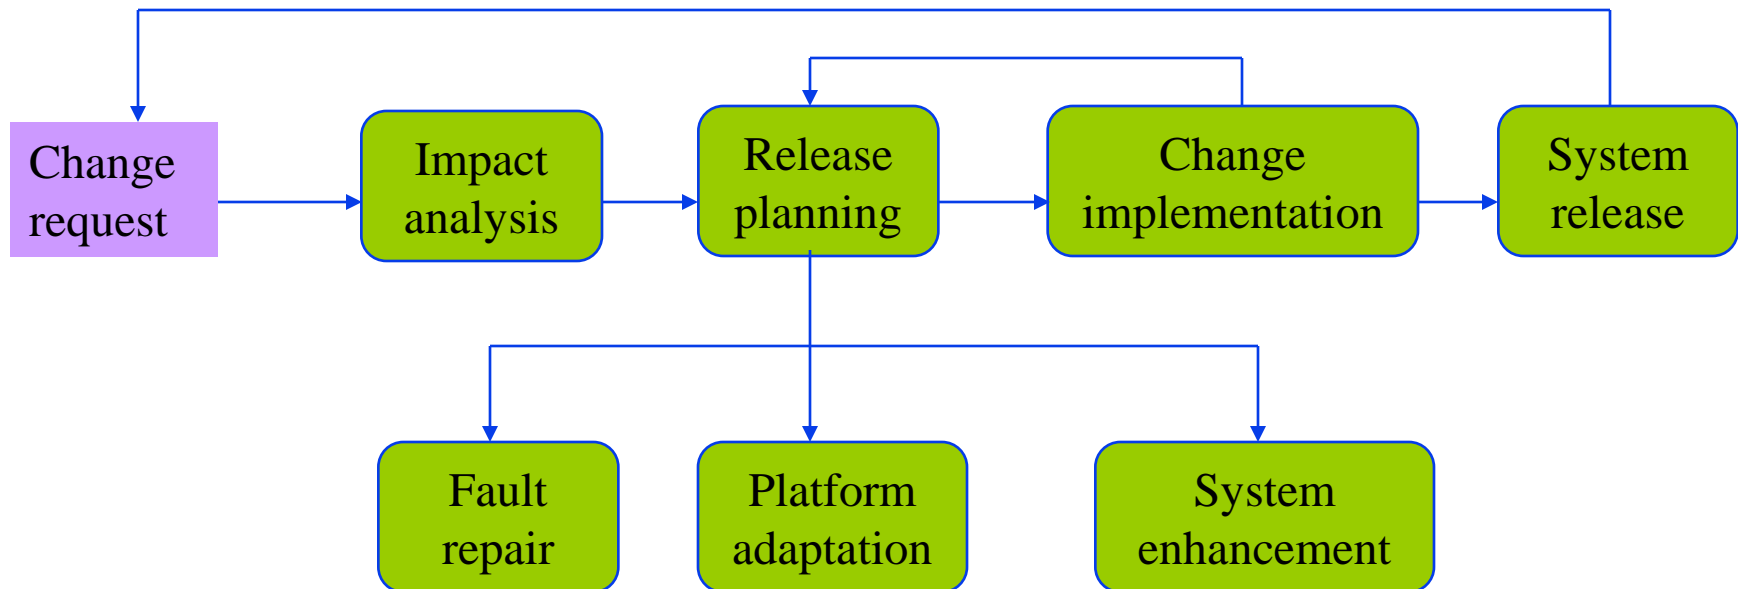 Change
request
Impact
analysis
Release
planning
Change
implementation
System
release
Fault
repair
Platform
adaptation
System
enhancement